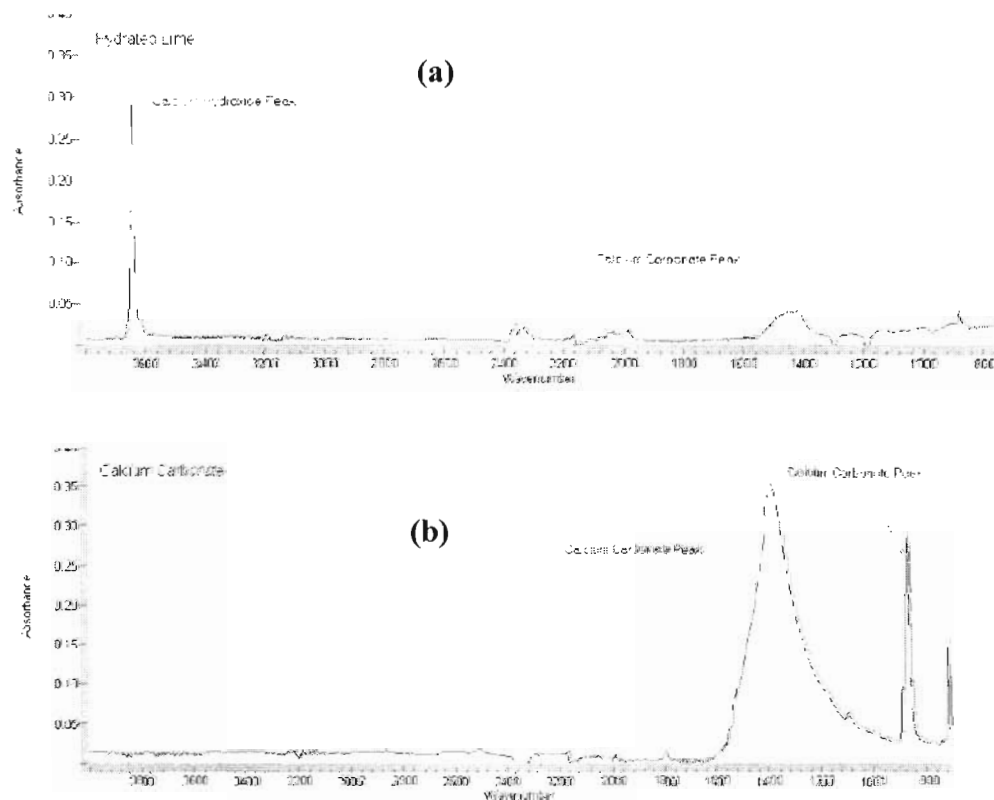 0.40
Hydrated Lime
0.35
(a)
0.30
Calcium Hydroxide Peak
0.25
0.20
Absorbance
0.15
0.10
Calcium Carbonate Peak
0.05
3600 3400 3200 3000 2800 2600 2400 2200 2000 1800 1600 1400 1200 1000 800
Wavenumber
Calcium Carbonate
Calcium Carbonate Peak
0.35
(b)
0.30
Calcium Carbonate Peak
0.25
0.20
Absorbance
0.15
0.10
0.05
3600 3400 3200 3000 2800 2600 2400 2200 2000 1800 1600 1400 1200 1000 800
Wavenumber